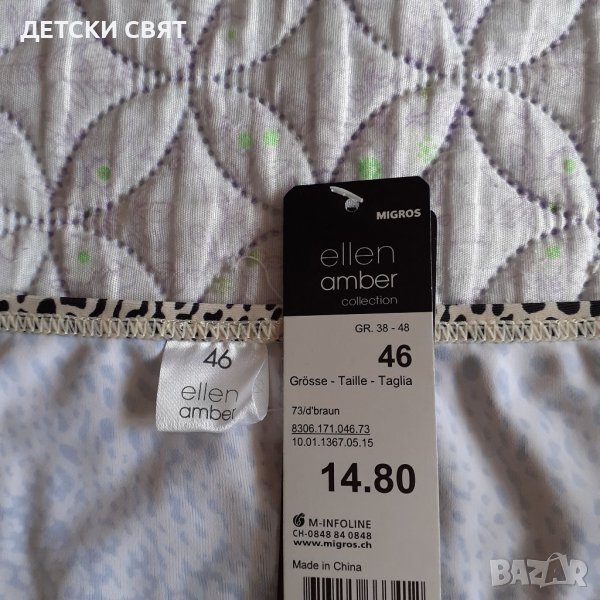 ДЕТСКИ СВЯТ
MIGROS
ellen
amber
collection
GR. 38 - 48
46
Grösse - Taille - Taglia
73/d'braun
8306.171.046.73
10.01.1367.05.15
14.80
M-INFOLINE
CH-0848 84 0848
www.migros.ch
Made in China
46
ellen
amber
BAZAR